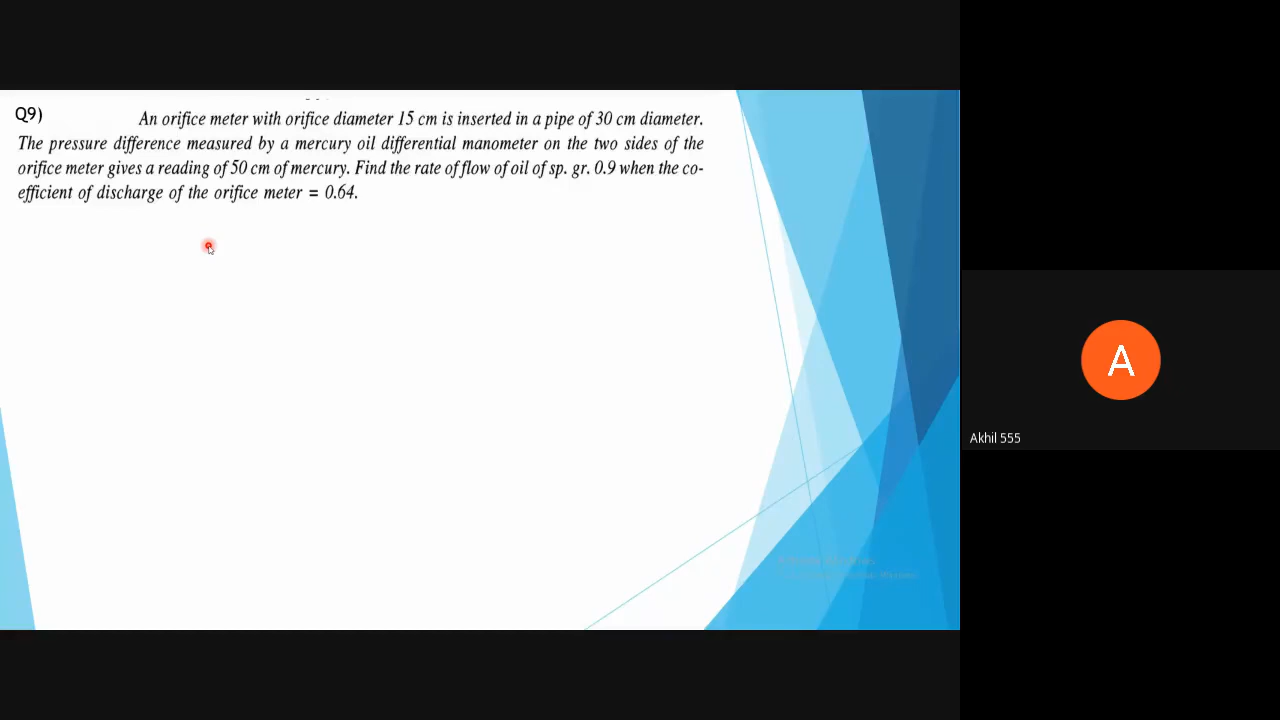 Q9)
An orifice meter with orifice diameter 15 cm is inserted in a pipe of 30 cm diameter.
The pressure difference measured by a mercury oil differential manometer on the two sides of the
orifice meter gives a reading of 50 cm of mercury. Find the rate of flow of oil of sp. gr. 0.9 when the co-
efficient of discharge of the orifice meter = 0.64.
A
Akhil 555